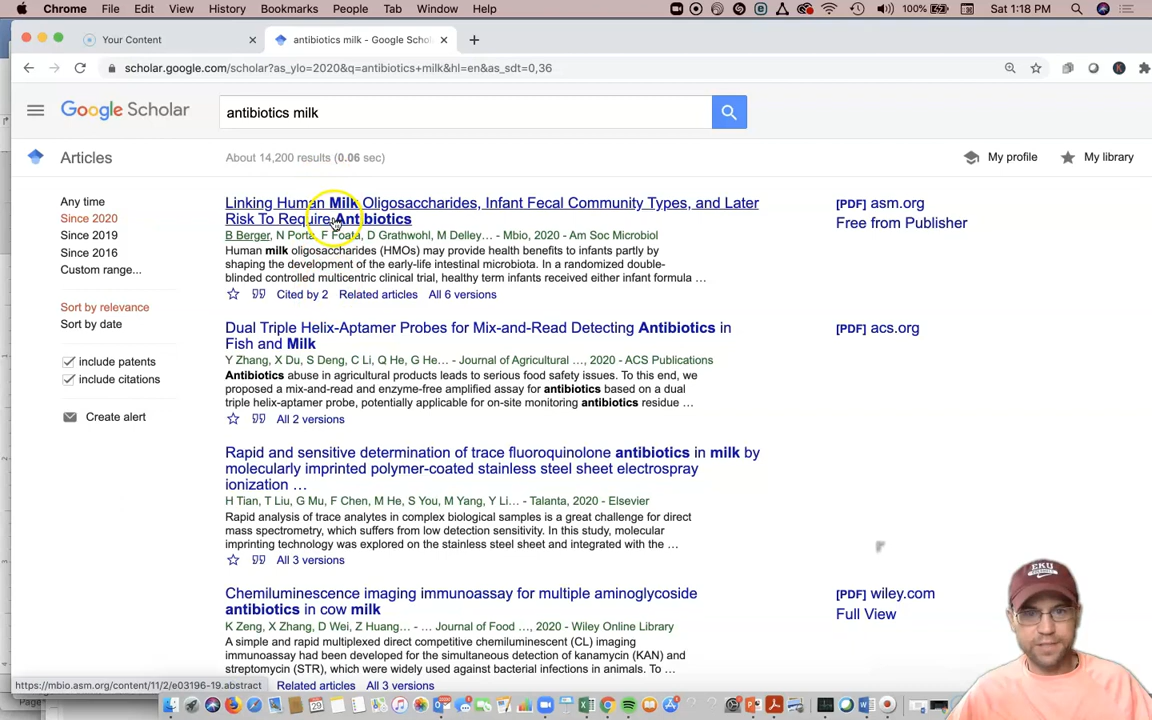 Chrome File Edit View History Bookmarks People Tab Window Help 100% Sat 1:18 PM
Your Content
antibiotics milk - Google Schol
scholar.google.com/scholar?as_ylo=2020&q=antibiotics+milk&hl=en&as_sdt=0,36
Google Scholar
antibiotics milk
Articles
About 14,200 results (0.06 sec)
My profile
My library
Any time
Since 2020
Since 2019
Since 2016
Custom range...
Sort by relevance
Sort by date
include patents
include citations
Create alert
Linking Human Milk Oligosaccharides, Infant Fecal Community Types, and Later
Risk To Require Antibiotics
B Berger, N Porta, F Foata, D Grathwohl, M Delley… - Mbio, 2020 - Am Soc Microbiol
Human milk oligosaccharides (HMOs) may provide health benefits to infants partly by
shaping the development of the early-life intestinal microbiota. In a randomized double-
blinded controlled multicentric clinical trial, healthy term infants received either infant formula …
Cited by 2 Related articles All 6 versions
[PDF] asm.org
Free from Publisher
Dual Triple Helix-Aptamer Probes for Mix-and-Read Detecting Antibiotics in
Fish and Milk
Y Zhang, X Du, S Deng, C Li, Q He, G He… - Journal of Agricultural …, 2020 - ACS Publications
Antibiotics abuse in agricultural products leads to serious food safety issues. To this end, we
proposed a mix-and-read and enzyme-free amplified assay for antibiotics based on a dual
triple helix-aptamer probe, potentially applicable for on-site monitoring antibiotics residue …
All 2 versions
[PDF] acs.org
Rapid and sensitive determination of trace fluoroquinolone antibiotics in milk by
molecularly imprinted polymer-coated stainless steel sheet electrospray
ionization …
H Tian, T Liu, G Mu, F Chen, M He, S You, M Yang, Y Li… - Talanta, 2020 - Elsevier
Rapid analysis of trace analytes in complex biological samples is a great challenge for direct
mass spectrometry, which suffers from low detection sensitivity. In this study, molecular
imprinting technology was explored on the stainless steel sheet and integrated with the …
All 3 versions
Chemiluminescence imaging immunoassay for multiple aminoglycoside
antibiotics in cow milk
K Zeng, X Zhang, D Wei, Z Huang… - … Journal of Food …, 2020 - Wiley Online Library
A simple and rapid multiplexed direct competitive chemiluminescent (CL) imaging
immunoassay had been developed for the simultaneous detection of kanamycin (KAN) and
streptomycin (STR), which were widely used against bacterial infections in animals. To …
Related articles All 3 versions
[PDF] wiley.com
Full View
EKU
https://mbio.asm.org/content/11/2/e03196-19.abstract